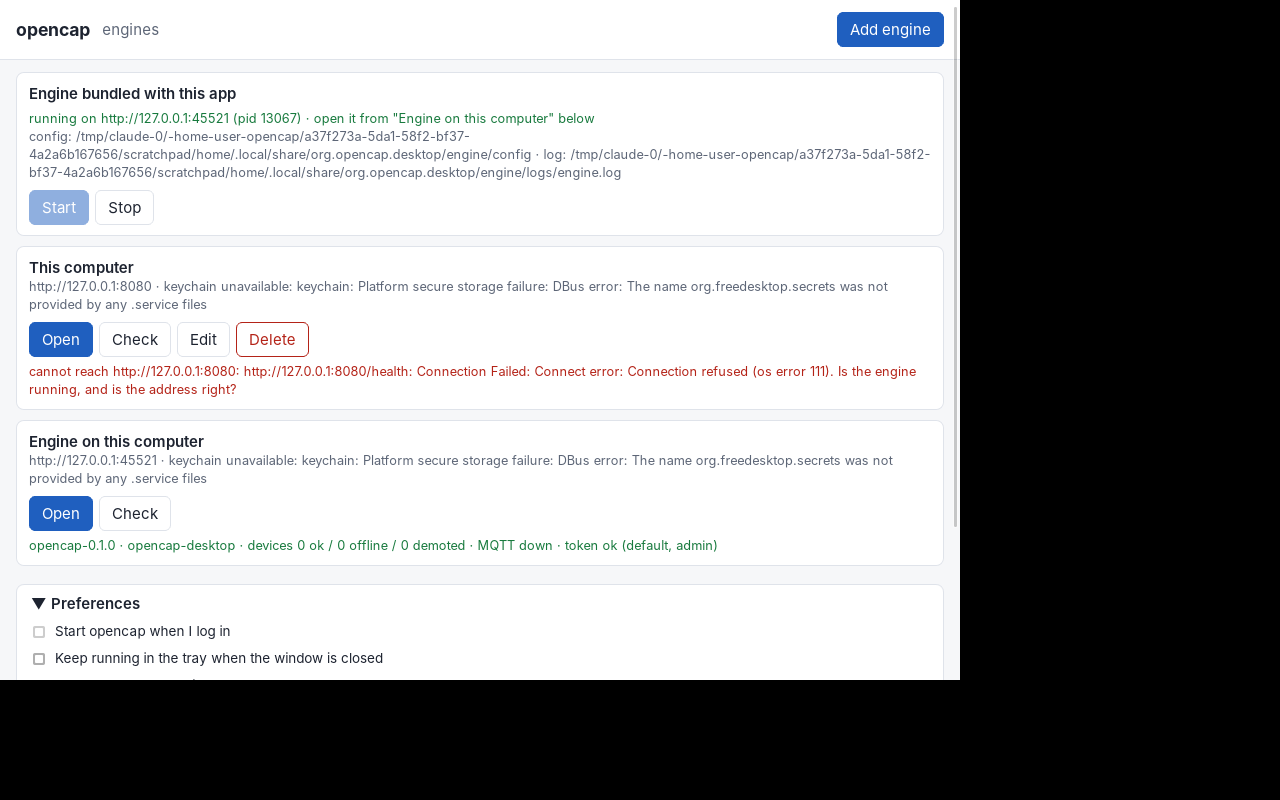 opencap engines
Add engine
Engine bundled with this app
running on http://127.0.0.1:45521 (pid 13067) · open it from "Engine on this computer" below
config: /tmp/claude-0/-home-user-opencap/a37f273a-5da1-58f2-bf37-
4a2a6b167656/scratchpad/home/.local/share/org.opencap.desktop/engine/config · log: /tmp/claude-0/-home-user-opencap/a37f273a-5da1-58f2-
bf37-4a2a6b167656/scratchpad/home/.local/share/org.opencap.desktop/engine/logs/engine.log
Start Stop
This computer
http://127.0.0.1:8080 · keychain unavailable: keychain: Platform secure storage failure: DBus error: The name org.freedesktop.secrets was not
provided by any .service files
Open Check Edit Delete
cannot reach http://127.0.0.1:8080: http://127.0.0.1:8080/health: Connection Failed: Connect error: Connection refused (os error 111). Is the engine
running, and is the address right?
Engine on this computer
http://127.0.0.1:45521 · keychain unavailable: keychain: Platform secure storage failure: DBus error: The name org.freedesktop.secrets was not
provided by any .service files
Open Check
opencap-0.1.0 · opencap-desktop · devices 0 ok / 0 offline / 0 demoted · MQTT down · token ok (default, admin)
▼ Preferences
Start opencap when I log in
Keep running in the tray when the window is closed